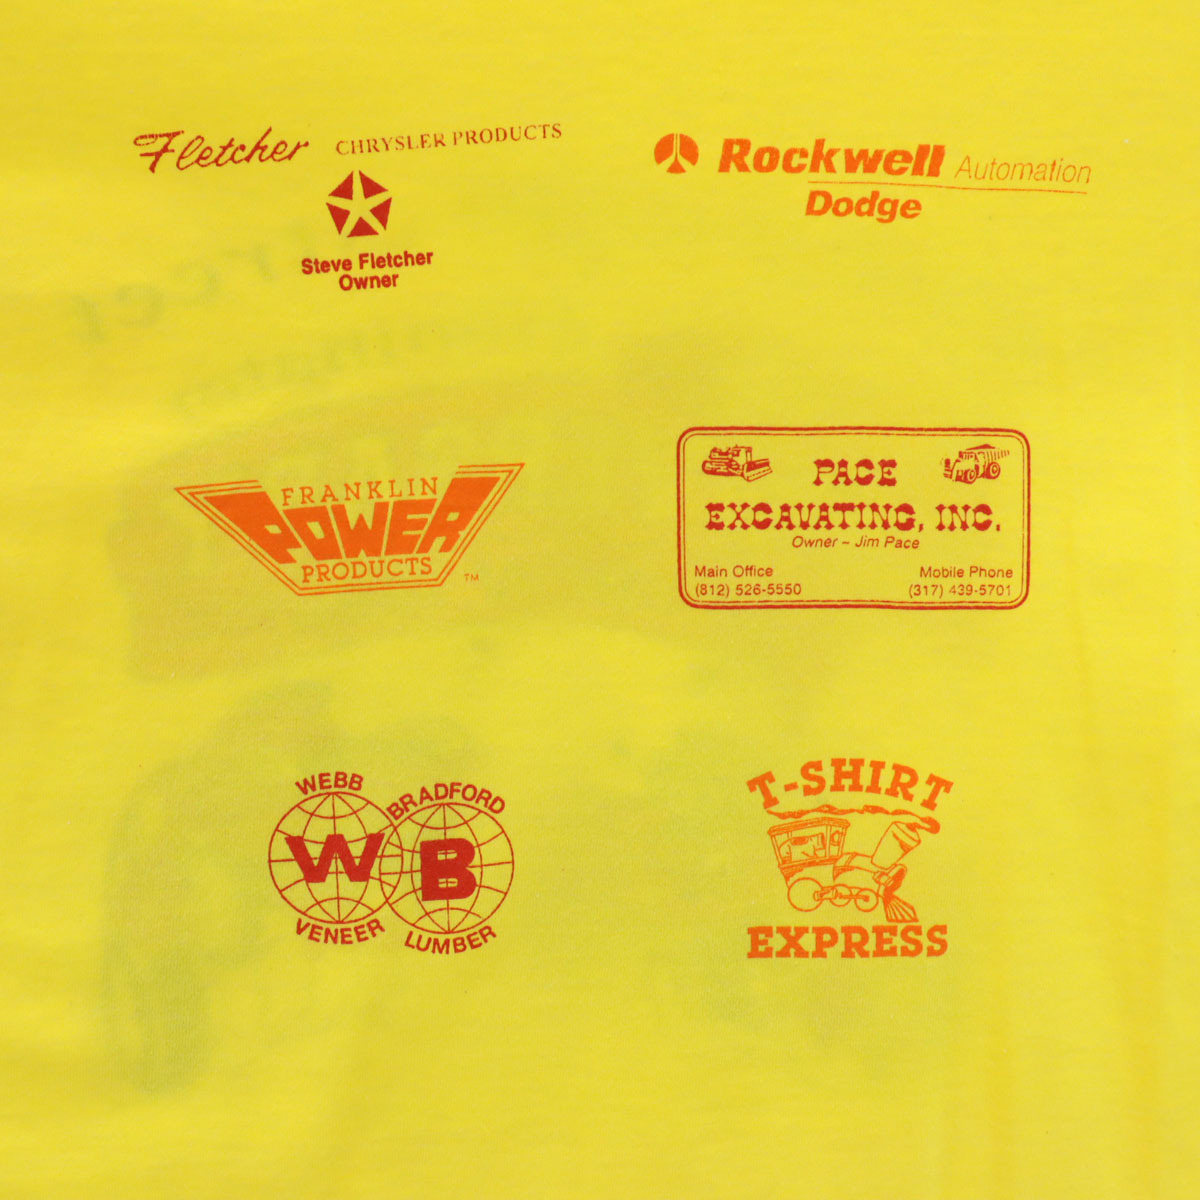 Fletcher CHRYSLER PRODUCTS
Steve Fletcher
Owner
Rockwell Automation
Dodge
FRANKLIN
POWER
PRODUCTS TM
PACE
EXCAVATING, INC.
Owner ~ Jim Pace
Main Office Mobile Phone
(812) 526-5550 (317) 439-5701
WEBB BRADFORD
W B
VENEER LUMBER
T-SHIRT
EXPRESS